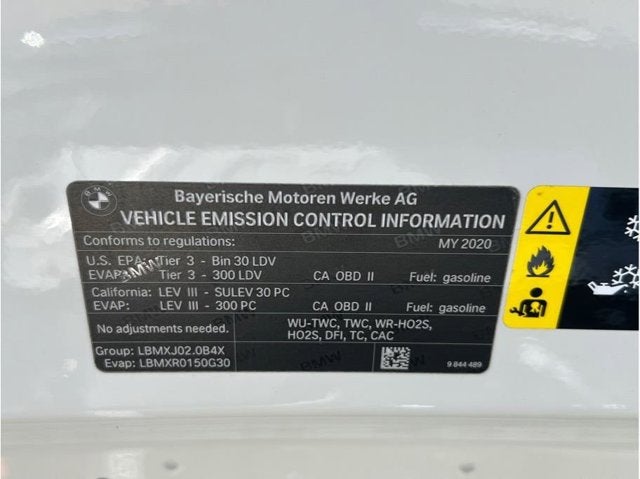 Bayerische Motoren Werke AG
VEHICLE EMISSION CONTROL INFORMATION
Conforms to regulations: MY 2020
U.S. EPA: Tier 3 - Bin 30 LDV
EVAP: Tier 3 - 300 LDV CA OBD II Fuel: gasoline
California: LEV III - SULEV 30 PC
EVAP: LEV III - 300 PC CA OBD II Fuel: gasoline
No adjustments needed. WU-TWC, TWC, WR-HO2S,
HO2S, DFI, TC, CAC
Group: LBMXJ02.0B4X
Evap: LBMXR0150G30
9 844 489